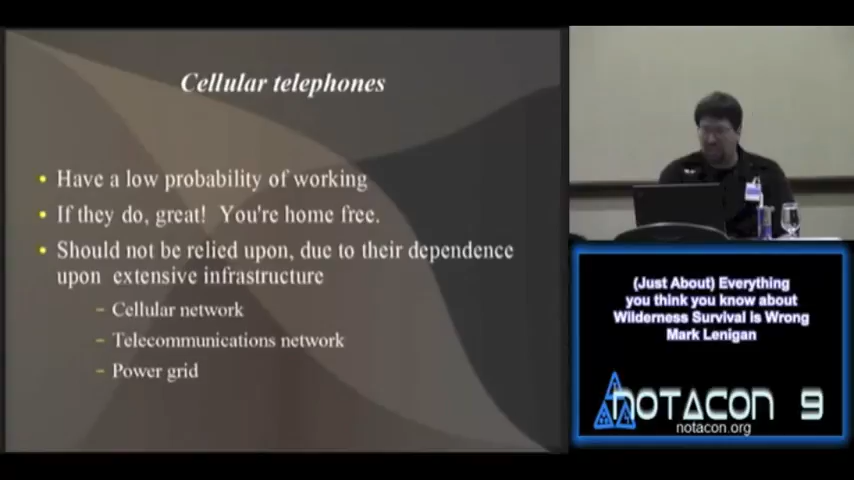 Cellular telephones
Have a low probability of working
If they do, great! You're home free.
Should not be relied upon, due to their dependence
upon extensive infrastructure
– Cellular network
– Telecommunications network
– Power grid
(Just About) Everything
you think you know about
Wilderness Survival is Wrong
Mark Lenigan
NOTACON 9
notacon.org